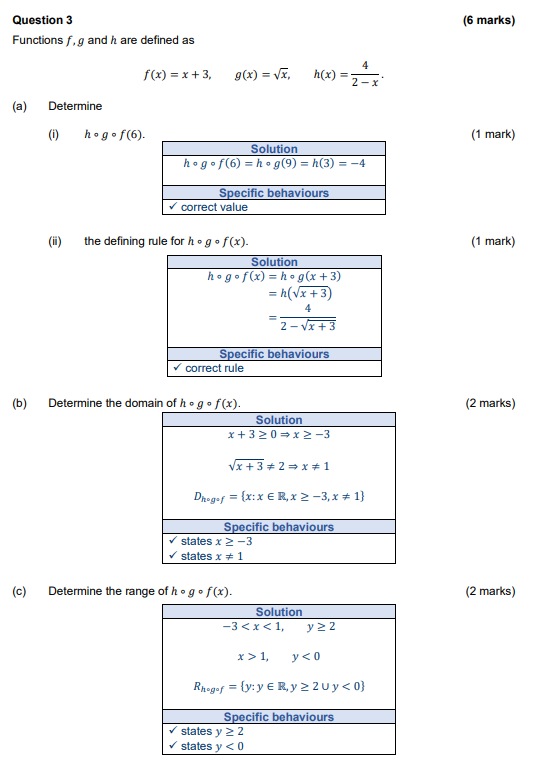 Question 3 (6 marks)
Functions f, g and h are defined as
f(x) = x + 3, g(x) = √x, h(x) = 4/(2 − x).
(a) Determine
(i) h ∘ g ∘ f(6). (1 mark)
Solution
h ∘ g ∘ f(6) = h ∘ g(9) = h(3) = −4
Specific behaviours
✓ correct value
(ii) the defining rule for h ∘ g ∘ f(x). (1 mark)
Solution
h ∘ g ∘ f(x) = h ∘ g(x + 3)
= h(√(x + 3))
= 4/(2 − √(x + 3))
Specific behaviours
✓ correct rule
(b) Determine the domain of h ∘ g ∘ f(x). (2 marks)
Solution
x + 3 ≥ 0 ⇒ x ≥ −3
√(x + 3) ≠ 2 ⇒ x ≠ 1
D_{h∘g∘f} = {x: x ∈ ℝ, x ≥ −3, x ≠ 1}
Specific behaviours
✓ states x ≥ −3
✓ states x ≠ 1
(c) Determine the range of h ∘ g ∘ f(x). (2 marks)
Solution
−3 < x < 1, y ≥ 2
x > 1, y < 0
R_{h∘g∘f} = {y: y ∈ ℝ, y ≥ 2 ∪ y < 0}
Specific behaviours
✓ states y ≥ 2
✓ states y < 0